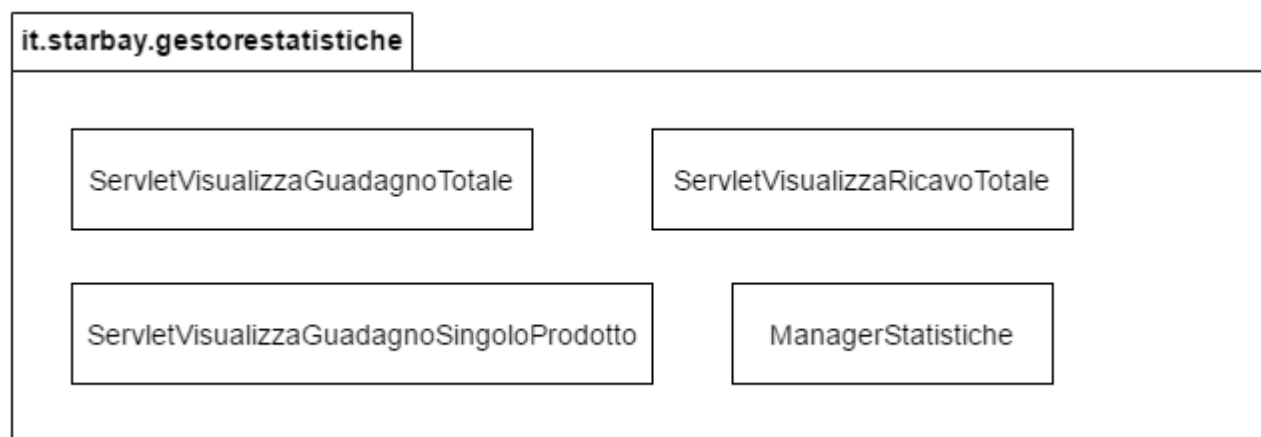 it.starbay.gestorestatistiche
ServletVisualizzaGuadagnoTotale
ServletVisualizzaRicavoTotale
ServletVisualizzaGuadagnoSingoloProdotto
ManagerStatistiche